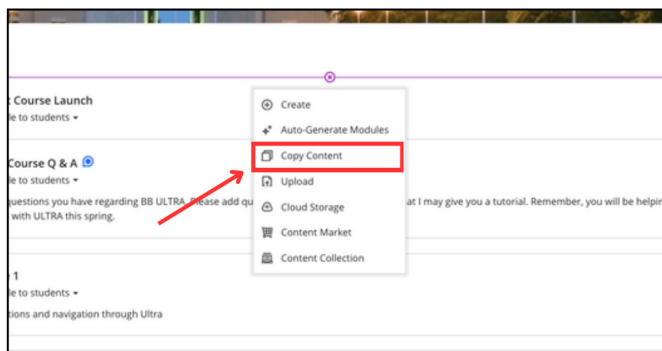 Course Launch
le to students
Create
Auto-Generate Modules
Copy Content
Course Q & A
le to students
Upload
questions you have regarding BB ULTRA. Please add qu
at I may give you a tutorial. Remember, you will be helpin
Cloud Storage
with ULTRA this spring.
Content Market
Content Collection
1
le to students
tions and navigation through Ultra